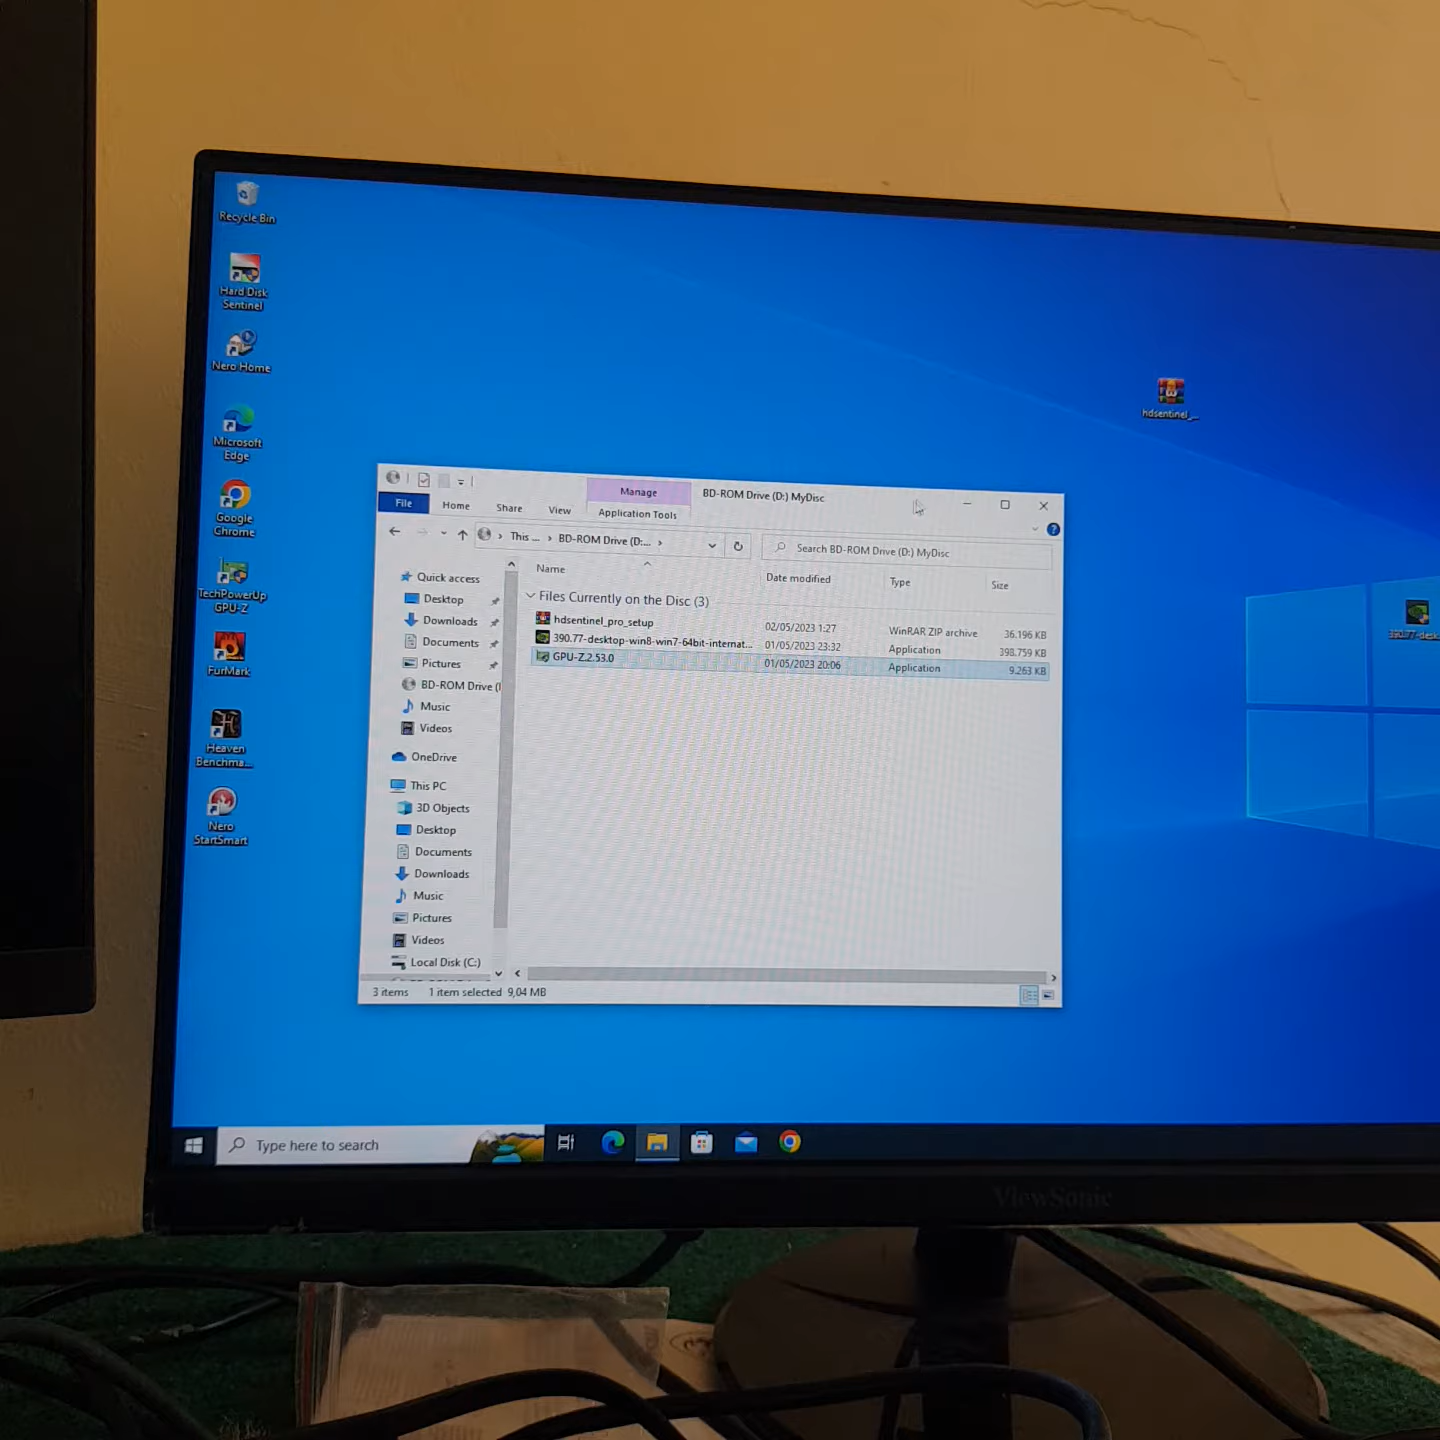 Recycle Bin
Hard Disk
Sentinel
Nero Home
Microsoft
Edge
Google
Chrome
TechPowerUp
GPU-Z
FurMark
Heaven
Benchma...
Nero
StartSmart
hdsentinel_...
Manage
BD-ROM Drive (D:) MyDisc
File
Home
Share
View
Application Tools
This ...
BD-ROM Drive (D:...
Search BD-ROM Drive (D:) MyDisc
Quick access
Desktop
Downloads
Documents
Pictures
BD-ROM Drive (
Music
Videos
OneDrive
This PC
3D Objects
Desktop
Documents
Downloads
Music
Pictures
Videos
Local Disk (C:)
Name Date modified Type Size
Files Currently on the Disc (3)
hdsentinel_pro_setup 02/05/2023 1:27 WinRAR ZIP archive 36.196 KB
390.77-desktop-win8-win7-64bit-internat... 01/05/2023 23:32 Application 398.759 KB
GPU-Z.2.53.0 01/05/2023 20:06 Application 9.263 KB
3 items 1 item selected 9,04 MB
390.77-desk
Type here to search
ViewSonic